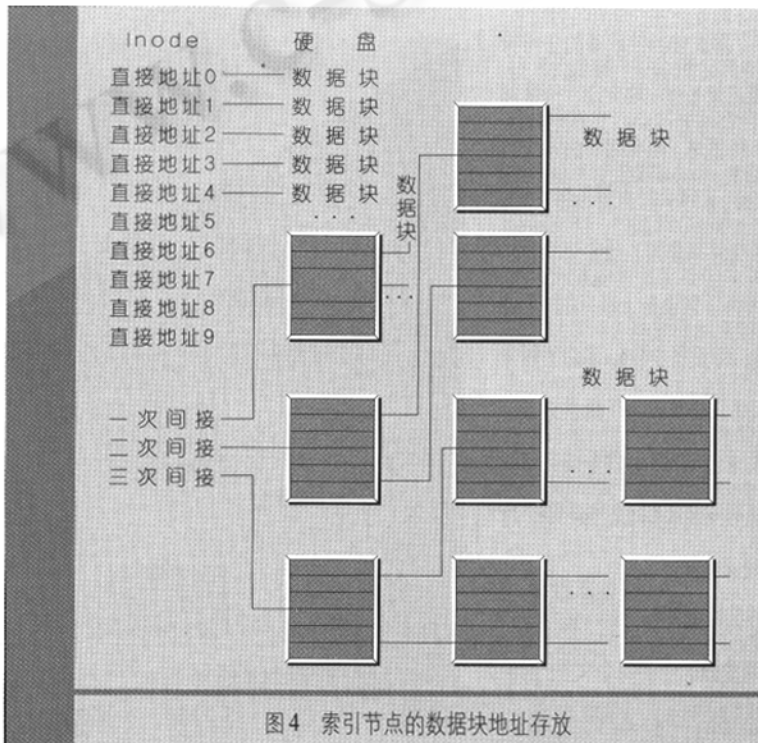 Inode 硬 盘
直接地址0 数据块
直接地址1 数据块
直接地址2 数据块
直接地址3 数据块
直接地址4 数据块
直接地址5 · · ·
直接地址6
直接地址7
直接地址8
直接地址9
数据块
· · ·
一次间接
二次间接
三次间接
数据块
· · ·
数据块
· · ·
· · ·
图4 索引节点的数据块地址存放